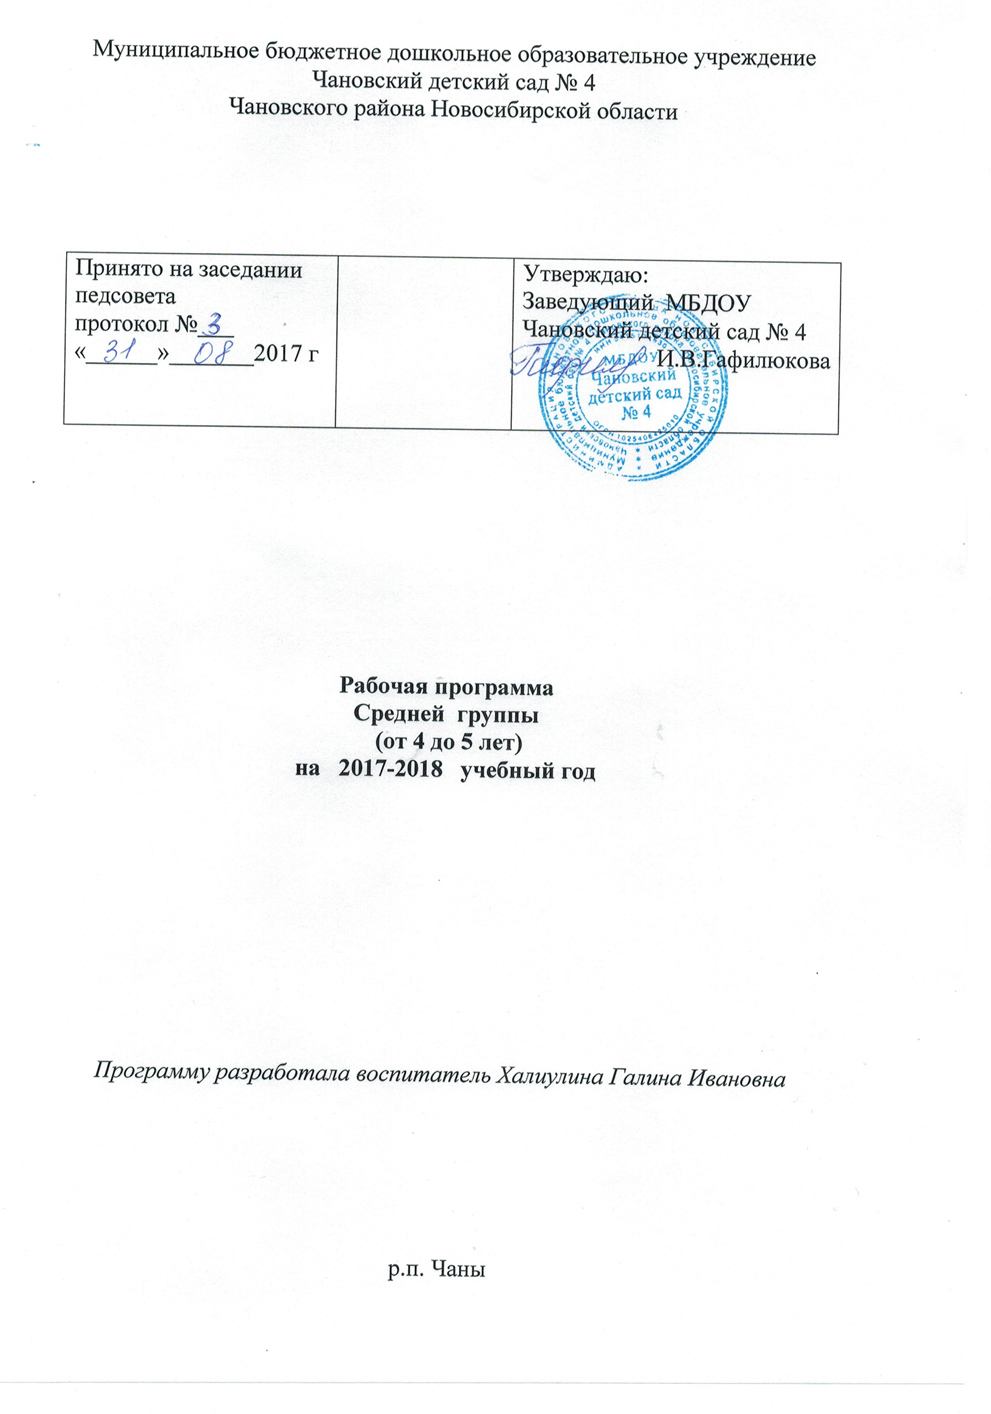 Муниципальное бюджетное дошкольное образовательное учреждение
Чановский детский сад № 4
Чановского района Новосибирской области
Принято на заседании
педсовета
протокол № 3
« 31 » 08 2017 г
Утверждаю:
Заведующий МБДОУ
Чановский детский сад № 4
И.В.Гафилюкова
МБДОУ
Чановский
детский сад
№ 4
Рабочая программа
Средней группы
(от 4 до 5 лет)
на 2017-2018 учебный год
Программу разработала воспитатель Халиулина Галина Ивановна
р.п. Чаны